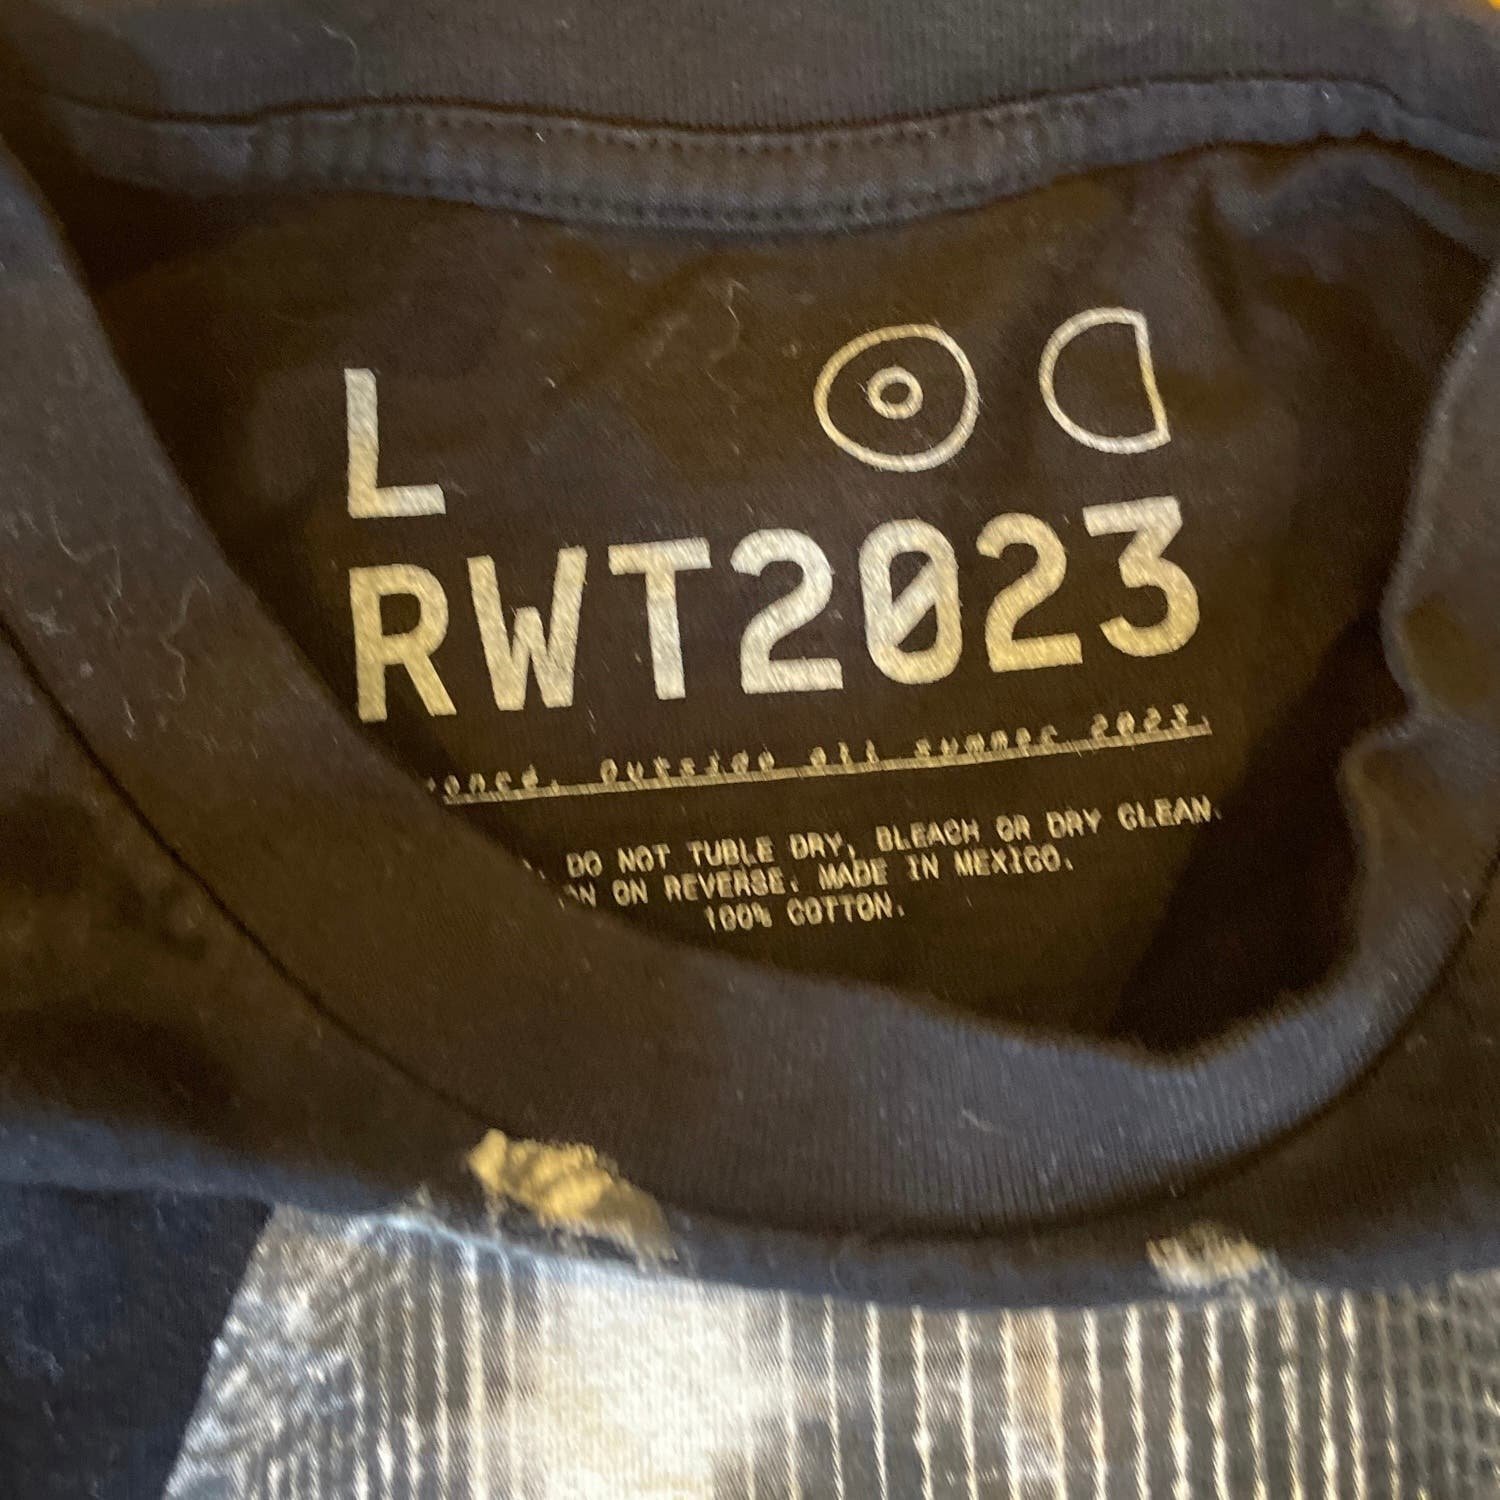 L
RWT2023
Outside all summer 2023.
DO NOT TUBLE DRY, BLEACH OR DRY CLEAN.
ON REVERSE. MADE IN MEXICO.
100% COTTON.